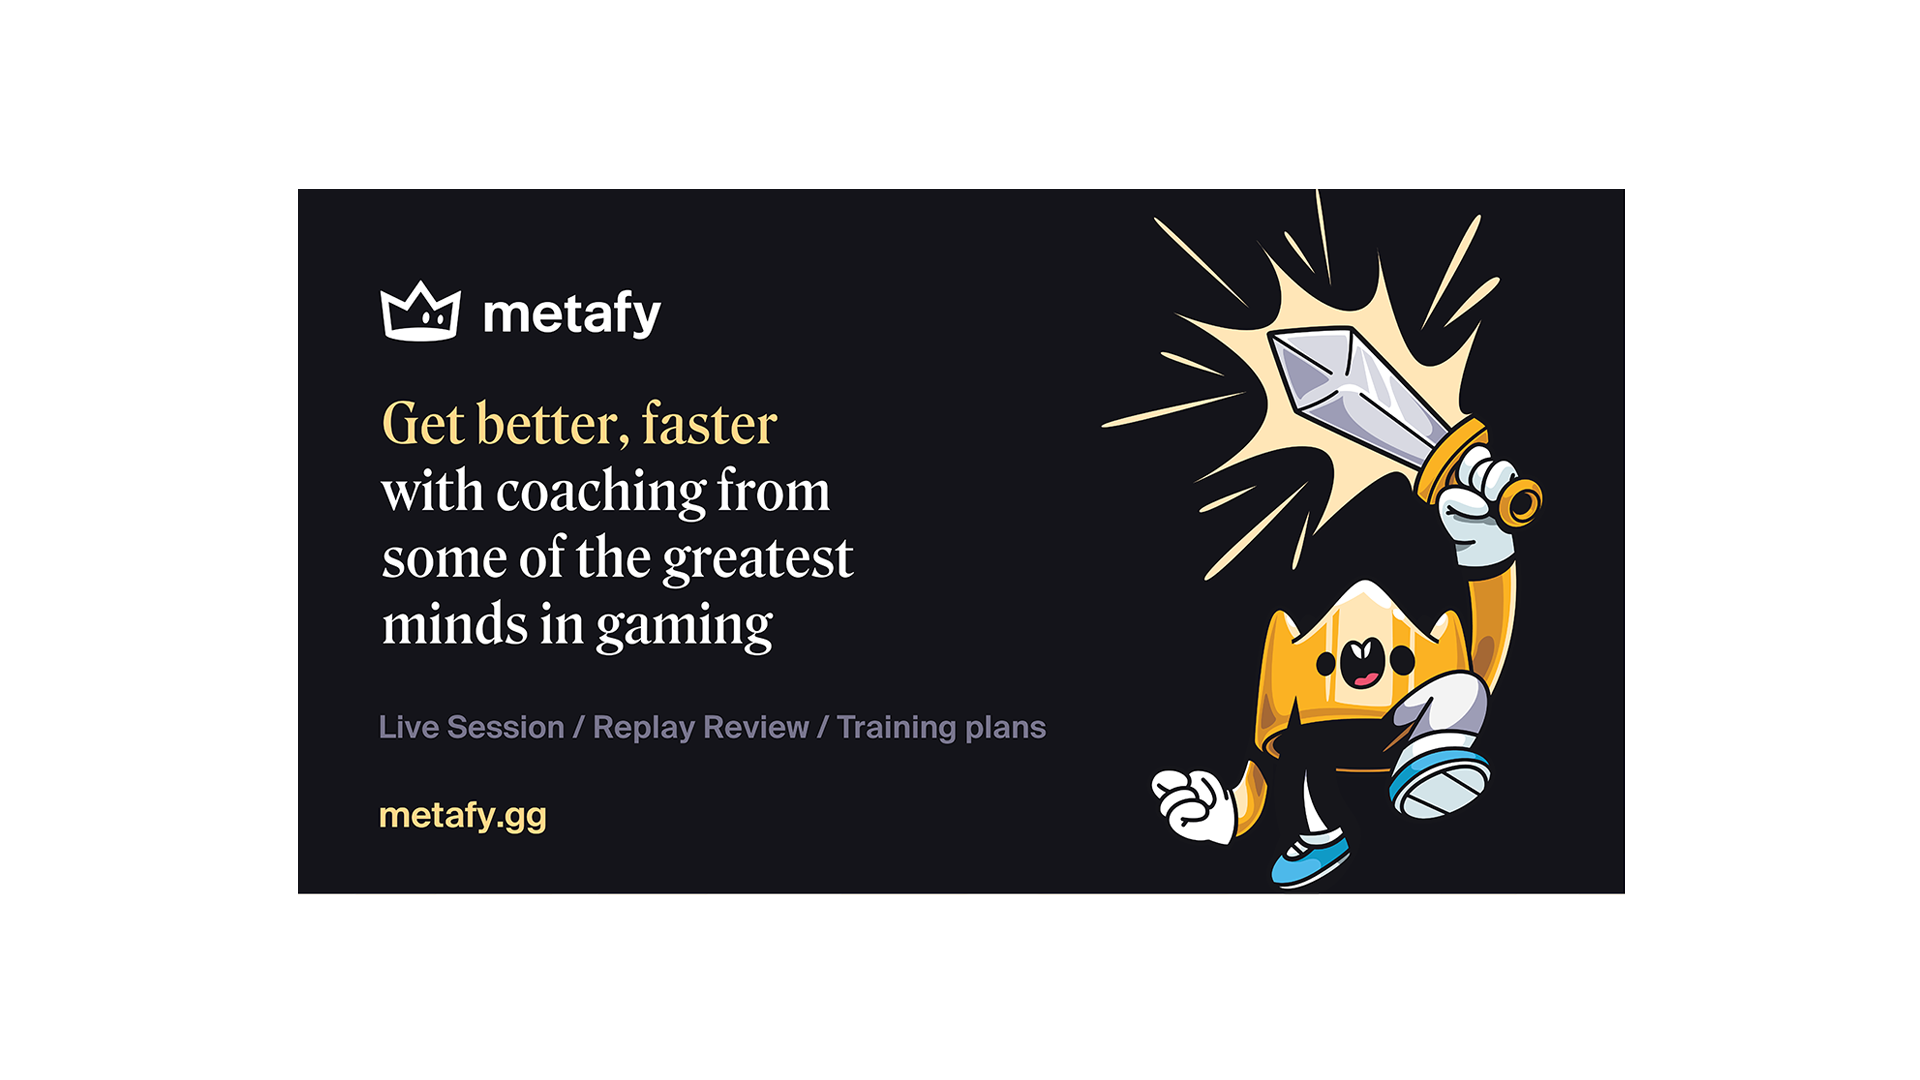 metafy
Get better, faster
with coaching from
some of the greatest
minds in gaming
Live Session / Replay Review / Training plans
metafy.gg